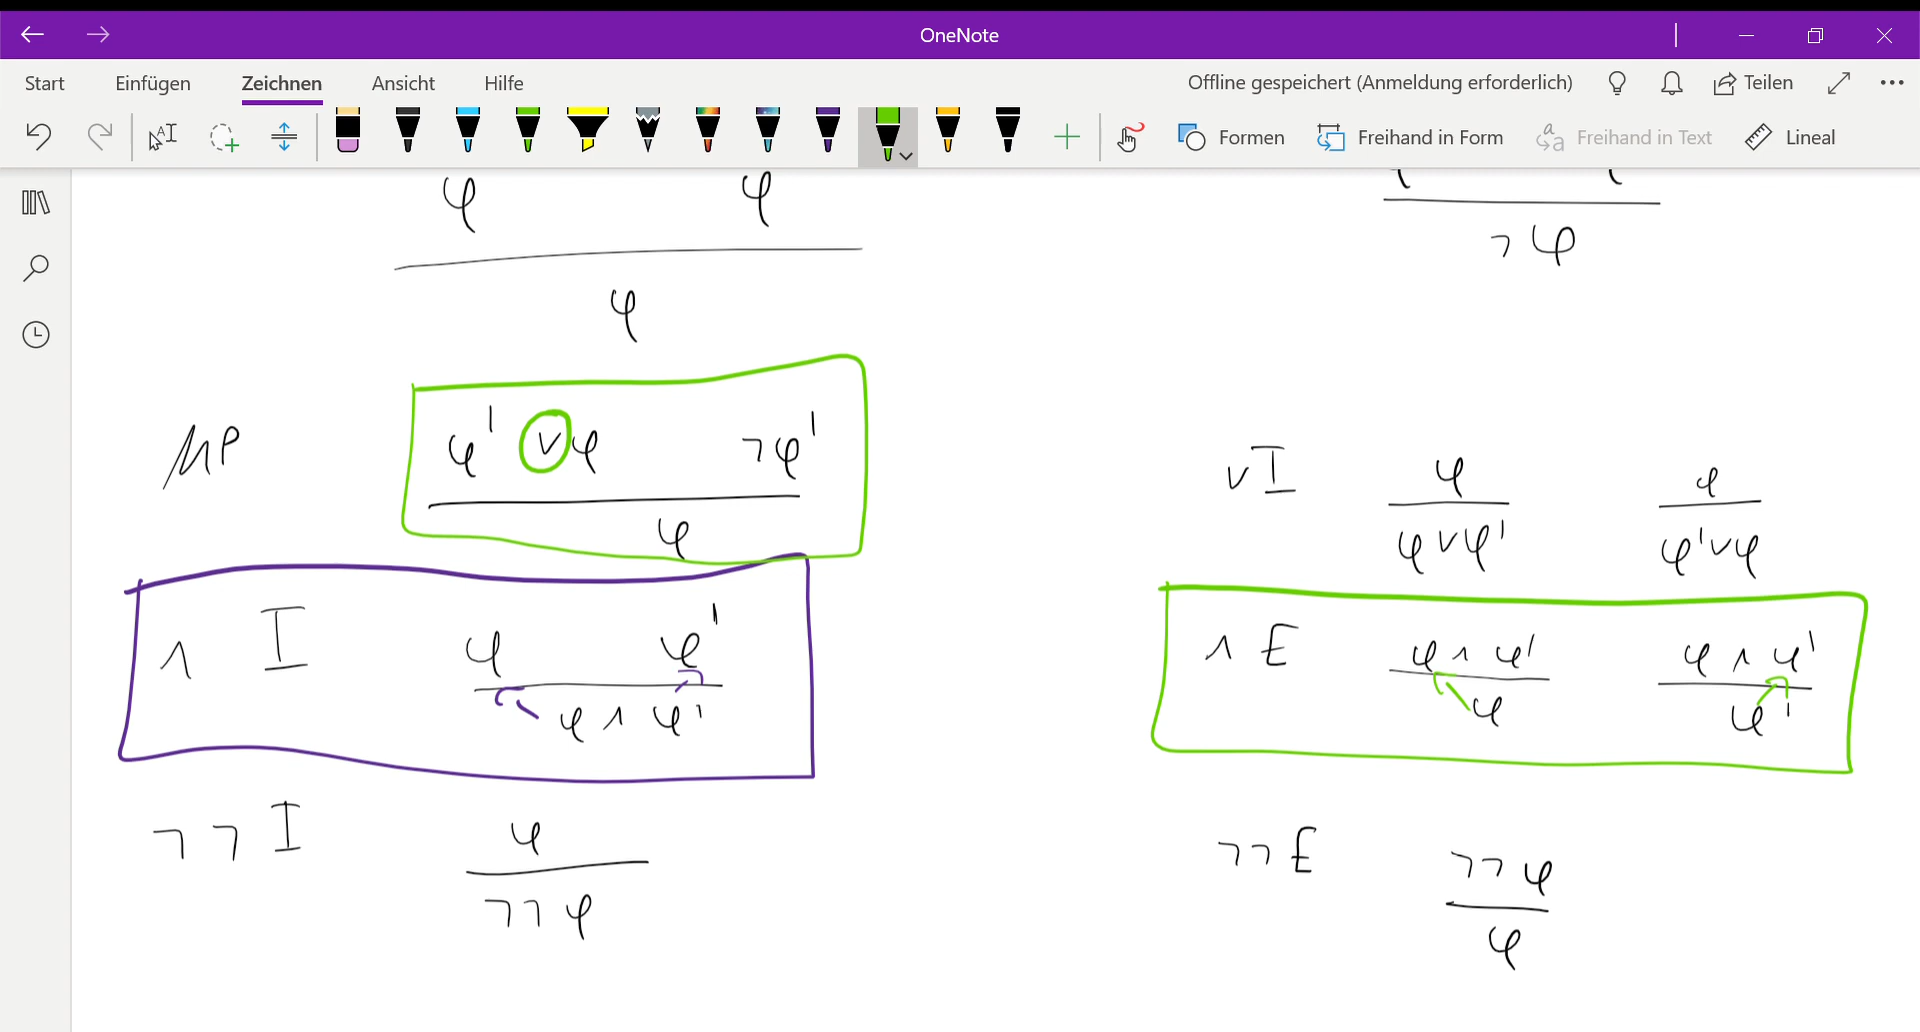 OneNote
Start Einfügen Zeichnen Ansicht Hilfe Offline gespeichert (Anmeldung erforderlich) Teilen
Formen Freihand in Form Freihand in Text Lineal
φ φ
φ
¬φ
MP φ' ∨ φ ¬φ'
φ
∨I φ φ
φ∨φ' φ'∨φ
∧ I φ φ'
φ ∧ φ'
∧ E φ ∧ φ' φ ∧ φ'
φ φ'
¬¬I φ
¬¬φ
¬¬E ¬¬φ
φ